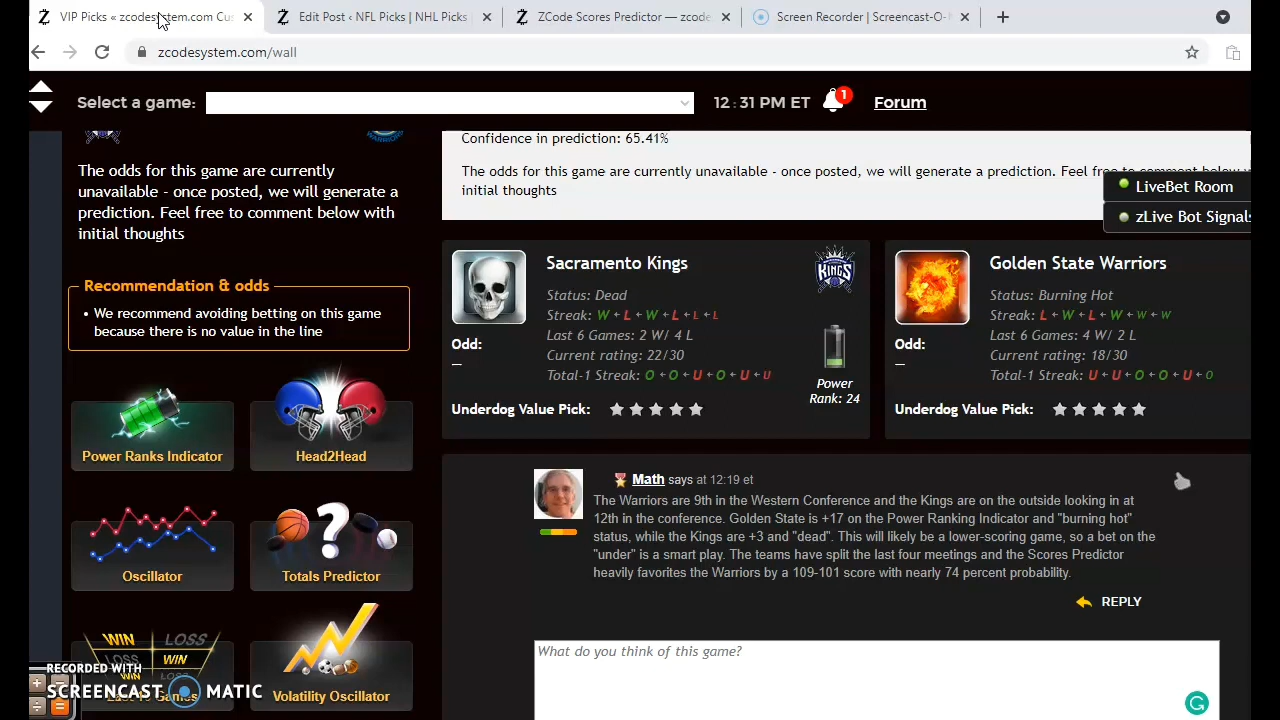 VIP Picks « zcodesystem.com Cus
Edit Post ‹ NFL Picks | NHL Picks
ZCode Scores Predictor — zcode
Screen Recorder | Screencast-O-
zcodesystem.com/wall
Select a game:
12:31 PM ET
1
Forum
Confidence in prediction: 65.41%
The odds for this game are currently
unavailable - once posted, we will generate a
prediction. Feel free to comment below with
initial thoughts
The odds for this game are currently unavailable - once posted, we will generate a prediction. Feel free to comment below w
initial thoughts
LiveBet Room
zLive Bot Signals
Recommendation & odds
• We recommend avoiding betting on this game
because there is no value in the line
Power Ranks Indicator
Head2Head
Oscillator
Totals Predictor
WIN LOSS
LOSS WIN
WIN LOSS
Last 10 Games
Volatility Oscillator
RECORDED WITH
SCREENCAST MATIC
Sacramento Kings
KINGS
Status: Dead
Streak: W L W L L L
Last 6 Games: 2 W/ 4 L
Odd:
—
Current rating: 22/30
Total-1 Streak: O O U O U U
Power
Rank: 24
Underdog Value Pick:
Golden State Warriors
Status: Burning Hot
Streak: L W L W W W
Last 6 Games: 4 W/ 2 L
Odd:
—
Current rating: 18/30
Total-1 Streak: U U O O U O
Underdog Value Pick:
Math says at 12:19 et
The Warriors are 9th in the Western Conference and the Kings are on the outside looking in at
12th in the conference. Golden State is +17 on the Power Ranking Indicator and "burning hot"
status, while the Kings are +3 and "dead". This will likely be a lower-scoring game, so a bet on the
"under" is a smart play. The teams have split the last four meetings and the Scores Predictor
heavily favorites the Warriors by a 109-101 score with nearly 74 percent probability.
REPLY
What do you think of this game?